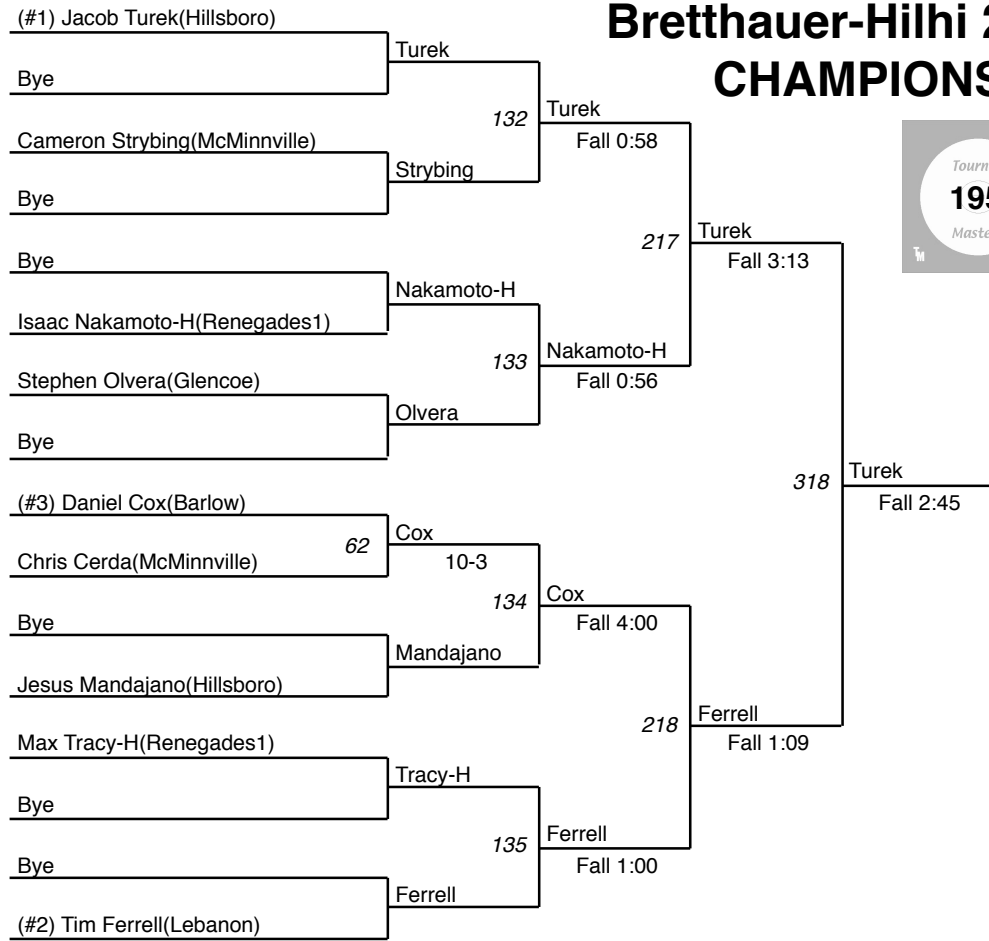 Bretthauer-Hilhi
CHAMPIONS
(#1) Jacob Turek(Hillsboro)
Turek
Bye
132
Turek
Fall 0:58
Cameron Strybing(McMinnville)
Strybing
Bye
217
Turek
Fall 3:13
Bye
Nakamoto-H
Isaac Nakamoto-H(Renegades1)
133
Nakamoto-H
Fall 0:56
Stephen Olvera(Glencoe)
Olvera
Bye
318
Turek
Fall 2:45
(#3) Daniel Cox(Barlow)
62
Cox
10-3
Chris Cerda(McMinnville)
134
Cox
Fall 4:00
Bye
Mandajano
Jesus Mandajano(Hillsboro)
218
Ferrell
Fall 1:09
Max Tracy-H(Renegades1)
Tracy-H
Bye
135
Ferrell
Fall 1:00
Bye
Ferrell
(#2) Tim Ferrell(Lebanon)